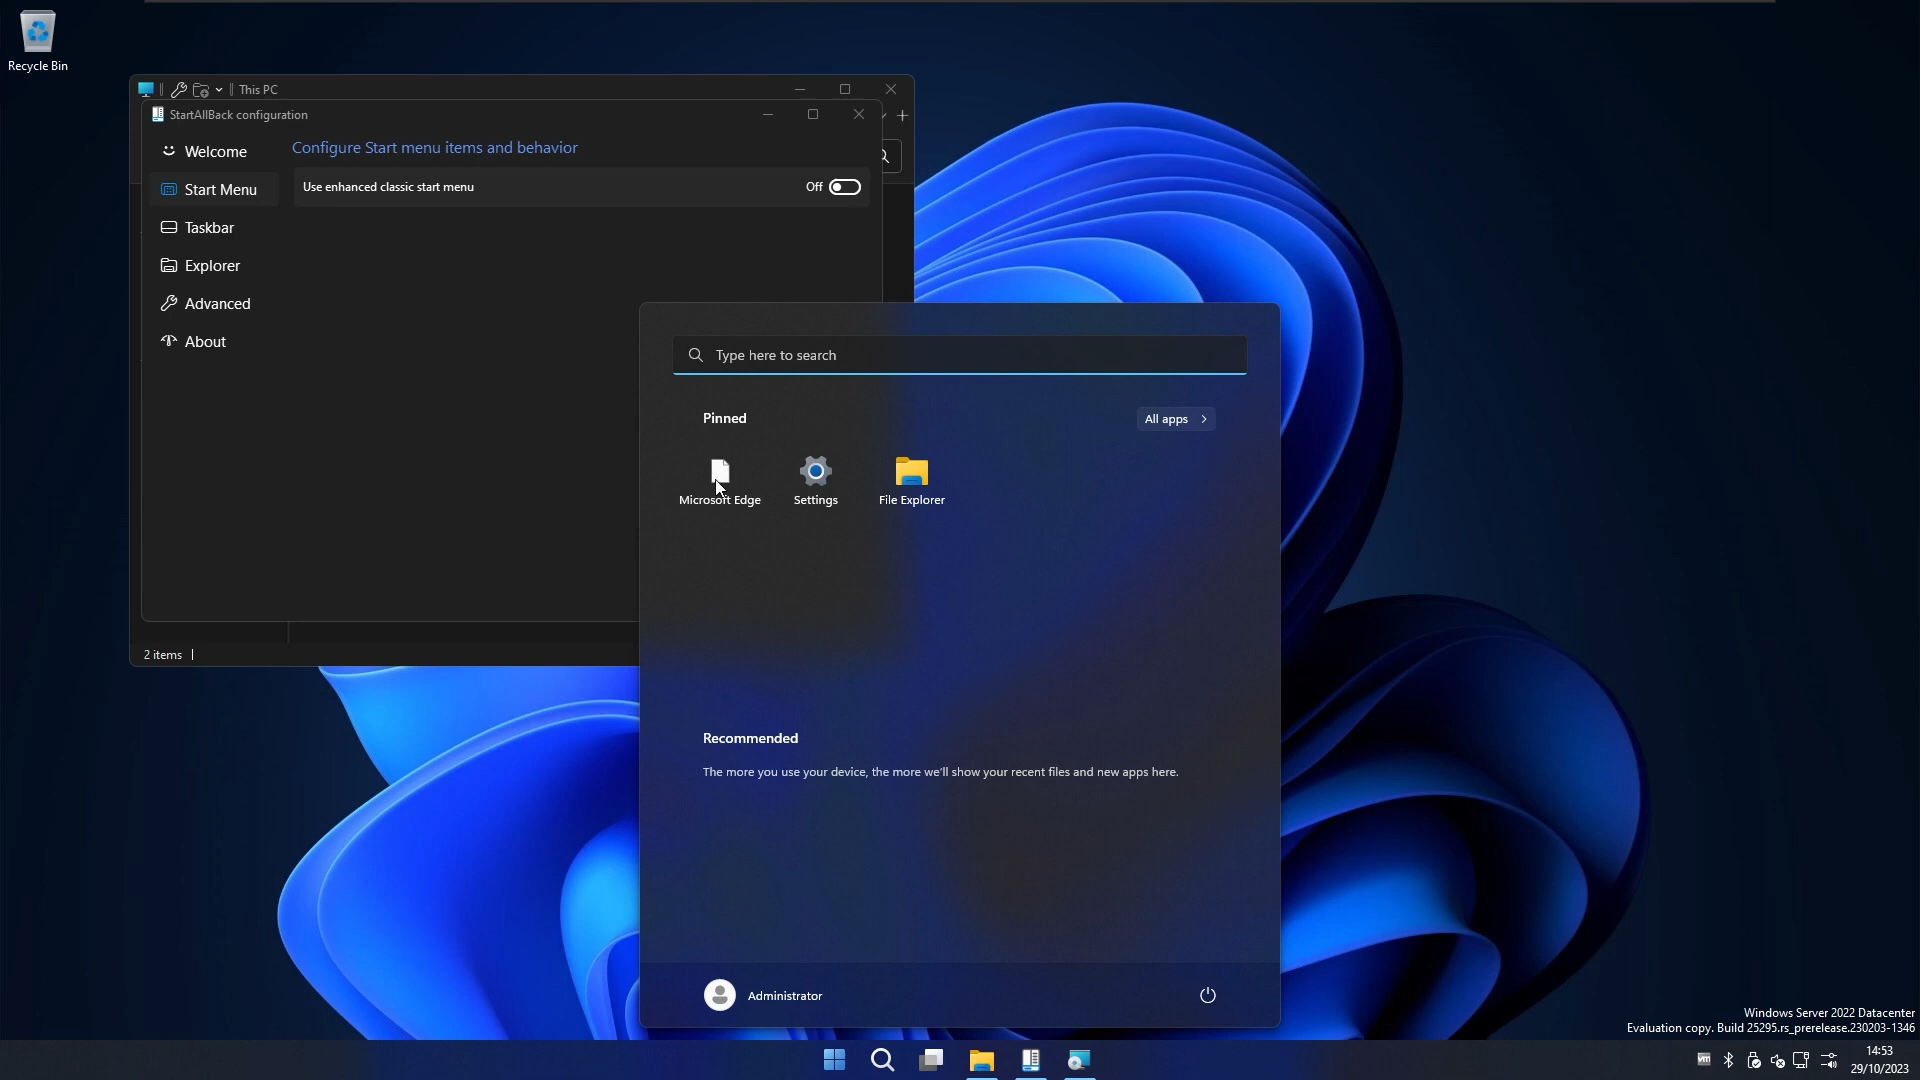 Recycle Bin
This PC
StartAllBack configuration
Welcome
Start Menu
Taskbar
Explorer
Advanced
About
Configure Start menu items and behavior
Use enhanced classic start menu
Off
2 items
Type here to search
Pinned
All apps
Microsoft Edge
Settings
File Explorer
Recommended
The more you use your device, the more we'll show your recent files and new apps here.
Administrator
Windows Server 2022 Datacenter
Evaluation copy. Build 25295.rs_prerelease.230203-1346
vm
14:53
29/10/2023